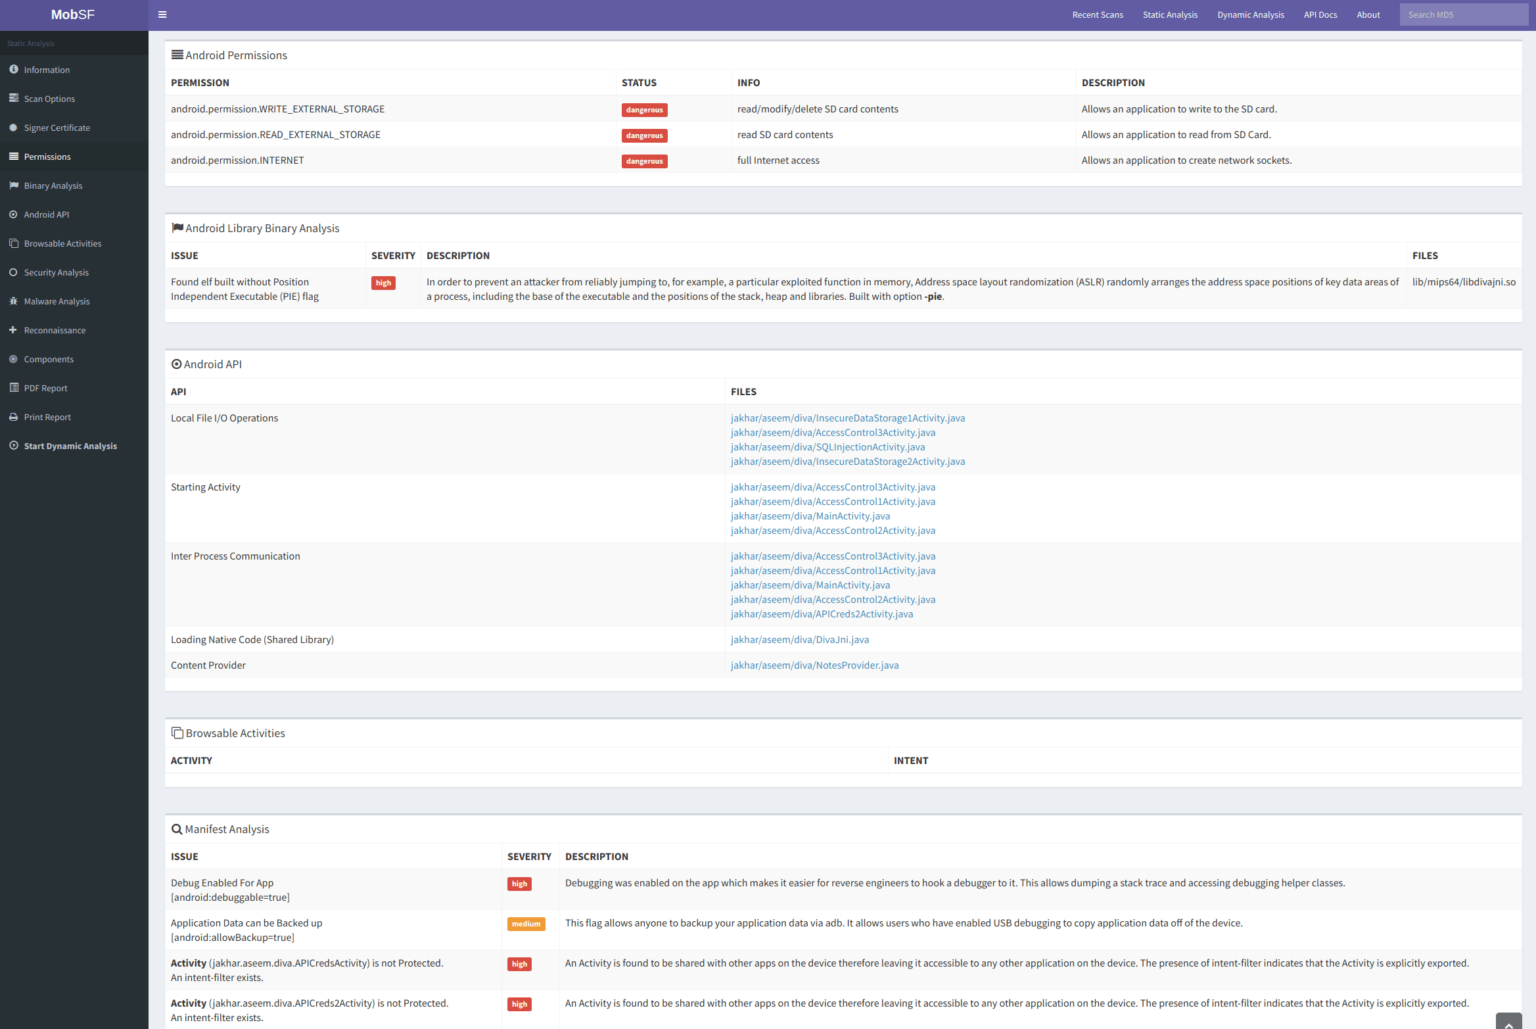 MobSF
Recent Scans Static Analysis Dynamic Analysis API Docs About Search MD5
Static Analysis
Information
Scan Options
Signer Certificate
Permissions
Binary Analysis
Android API
Browsable Activities
Security Analysis
Malware Analysis
Reconnaissance
Components
PDF Report
Print Report
Start Dynamic Analysis
Android Permissions
PERMISSION STATUS INFO DESCRIPTION
android.permission.WRITE_EXTERNAL_STORAGE dangerous read/modify/delete SD card contents Allows an application to write to the SD card.
android.permission.READ_EXTERNAL_STORAGE dangerous read SD card contents Allows an application to read from SD Card.
android.permission.INTERNET dangerous full Internet access Allows an application to create network sockets.
Android Library Binary Analysis
ISSUE SEVERITY DESCRIPTION FILES
Found elf built without Position high In order to prevent an attacker from reliably jumping to, for example, a particular exploited function in memory, Address space layout randomization (ASLR) randomly arranges the address space positions of key data areas of lib/mips64/libdivajni.so
Independent Executable (PIE) flag a process, including the base of the executable and the positions of the stack, heap and libraries. Built with option -pie.
Android API
API FILES
Local File I/O Operations jakhar/aseem/diva/InsecureDataStorage1Activity.java
jakhar/aseem/diva/AccessControl3Activity.java
jakhar/aseem/diva/SQLInjectionActivity.java
jakhar/aseem/diva/InsecureDataStorage2Activity.java
Starting Activity jakhar/aseem/diva/AccessControl3Activity.java
jakhar/aseem/diva/AccessControl1Activity.java
jakhar/aseem/diva/MainActivity.java
jakhar/aseem/diva/AccessControl2Activity.java
Inter Process Communication jakhar/aseem/diva/AccessControl3Activity.java
jakhar/aseem/diva/AccessControl1Activity.java
jakhar/aseem/diva/MainActivity.java
jakhar/aseem/diva/AccessControl2Activity.java
jakhar/aseem/diva/APICreds2Activity.java
Loading Native Code (Shared Library) jakhar/aseem/diva/DivaJni.java
Content Provider jakhar/aseem/diva/NotesProvider.java
Browsable Activities
ACTIVITY INTENT
Manifest Analysis
ISSUE SEVERITY DESCRIPTION
Debug Enabled For App high Debugging was enabled on the app which makes it easier for reverse engineers to hook a debugger to it. This allows dumping a stack trace and accessing debugging helper classes.
[android:debuggable=true]
Application Data can be Backed up medium This flag allows anyone to backup your application data via adb. It allows users who have enabled USB debugging to copy application data off of the device.
[android:allowBackup=true]
Activity (jakhar.aseem.diva.APICredsActivity) is not Protected. high An Activity is found to be shared with other apps on the device therefore leaving it accessible to any other application on the device. The presence of intent-filter indicates that the Activity is explicitly exported.
An intent-filter exists.
Activity (jakhar.aseem.diva.APICreds2Activity) is not Protected. high An Activity is found to be shared with other apps on the device therefore leaving it accessible to any other application on the device. The presence of intent-filter indicates that the Activity is explicitly exported.
An intent-filter exists.